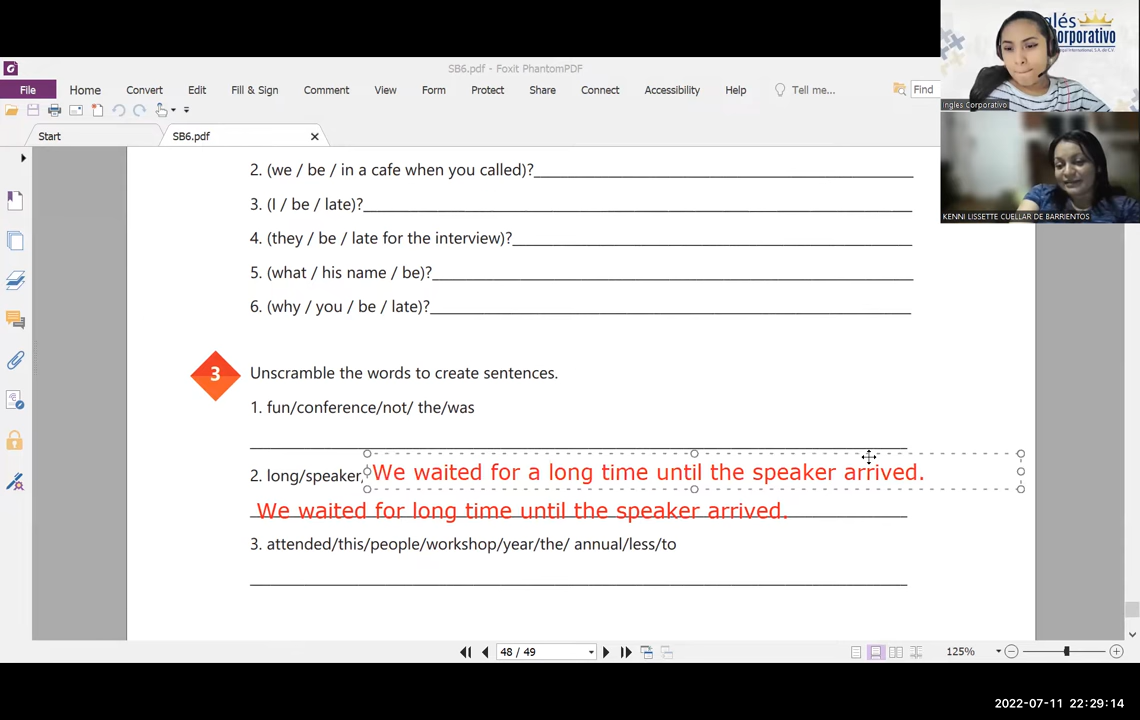 SB6.pdf - Foxit PhantomPDF
File Home Convert Edit Fill & Sign Comment View Form Protect Share Connect Accessibility Help Tell me... Find
Start SB6.pdf
2. (we / be / in a cafe when you called)?
3. (I / be / late)?
4. (they / be / late for the interview)?
5. (what / his name / be)?
6. (why / you / be / late)?
3 Unscramble the words to create sentences.
1. fun/conference/not/ the/was
2. long/speaker, We waited for a long time until the speaker arrived.
We waited for long time until the speaker arrived.
3. attended/this/people/workshop/year/the/ annual/less/to
48 / 49 125%
Inglés Corporativo
KENNI LISSETTE CUELLAR DE BARRIENTOS
2022-07-11 22:29:14